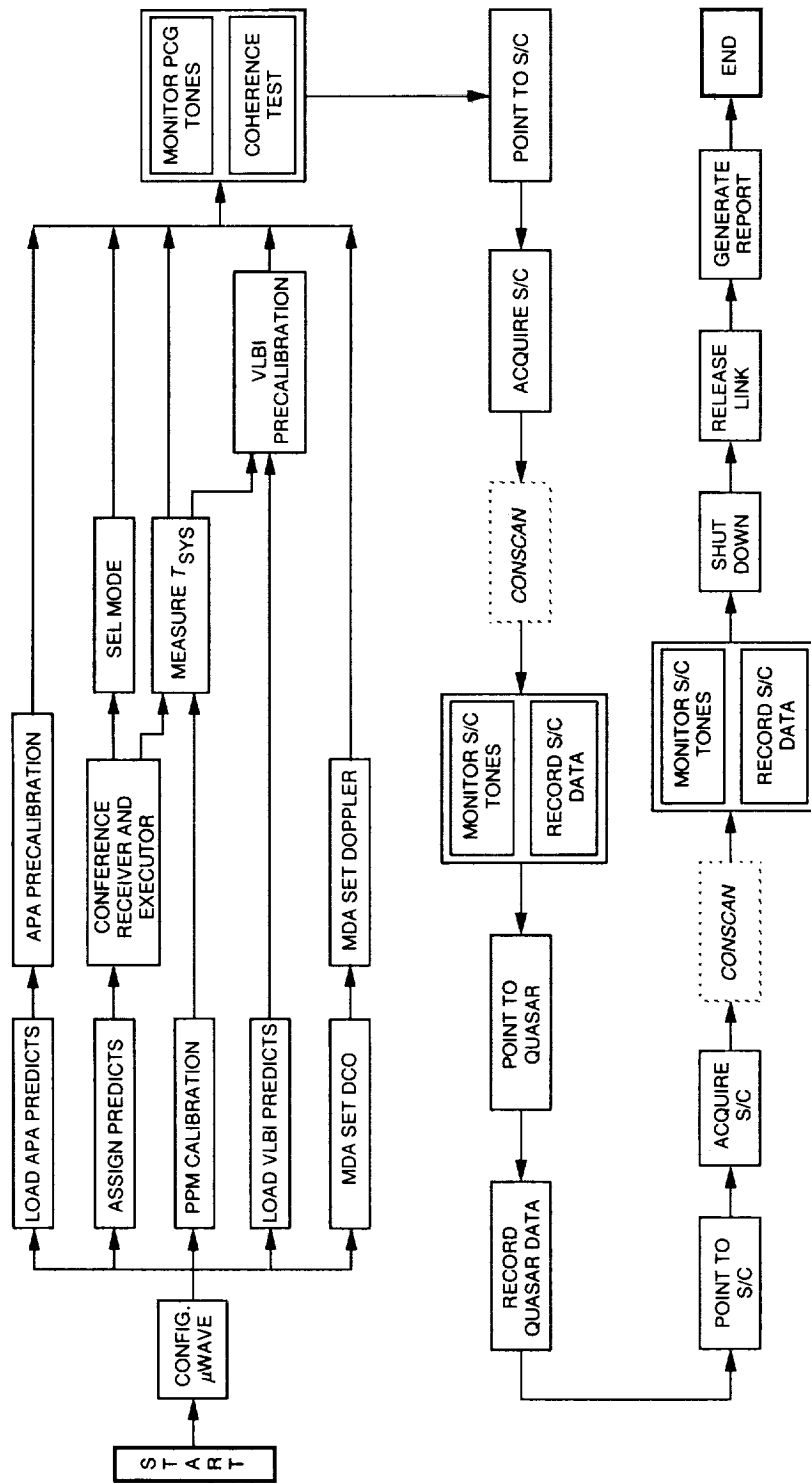 START
CONFIG.
µWAVE
LOAD APA PREDICTS
APA PRECALIBRATION
ASSIGN PREDICTS
CONFERENCE
RECEIVER AND
EXECUTOR
SEL MODE
PPM CALIBRATION
MEASURE TSYS
LOAD VLBI PREDICTS
VLBI
PRECALIBRATION
MDA SET DCO
MDA SET DOPPLER
MONITOR PCG
TONES
COHERENCE
TEST
POINT TO S/C
ACQUIRE S/C
CONSCAN
MONITOR S/C
TONES
RECORD S/C
DATA
POINT TO
QUASAR
RECORD
QUASAR DATA
POINT TO
S/C
ACQUIRE
S/C
CONSCAN
MONITOR S/C
TONES
RECORD S/C
DATA
SHUT
DOWN
RELEASE
LINK
GENERATE
REPORT
END